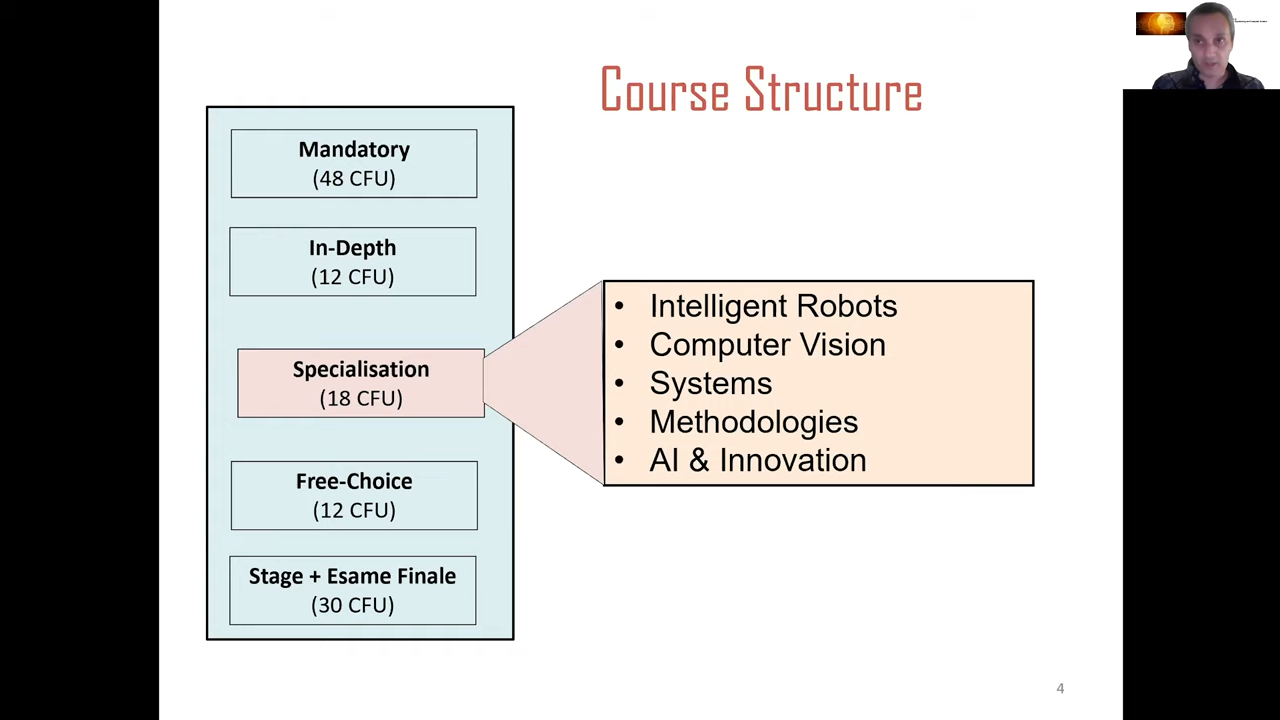 Course Structure
Mandatory
(48 CFU)
In-Depth
(12 CFU)
Specialisation
(18 CFU)
Free-Choice
(12 CFU)
Stage + Esame Finale
(30 CFU)
• Intelligent Robots
• Computer Vision
• Systems
• Methodologies
• AI & Innovation
4